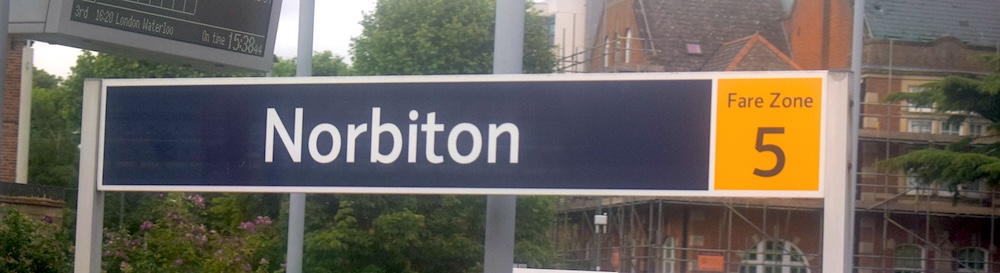 3rd 16:20 London Waterloo
On time 15:38:44
Norbiton
Fare Zone
5